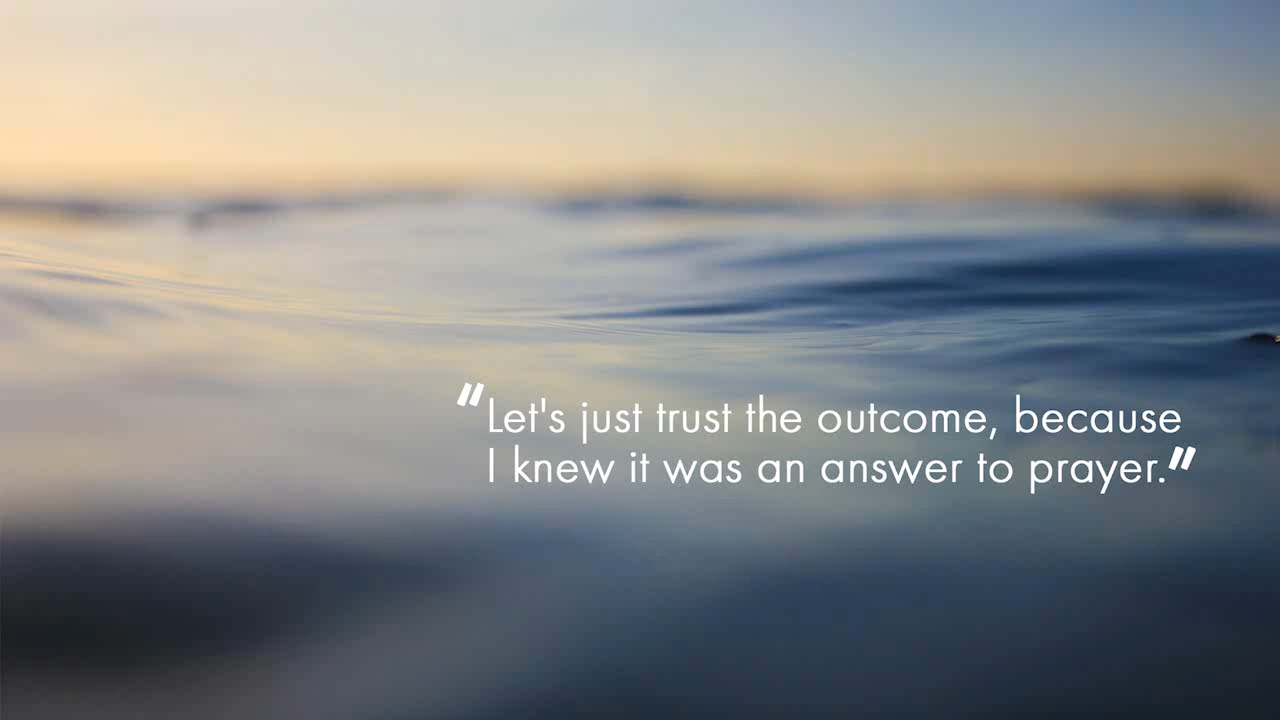 "Let's just trust the outcome, because
I knew it was an answer to prayer."